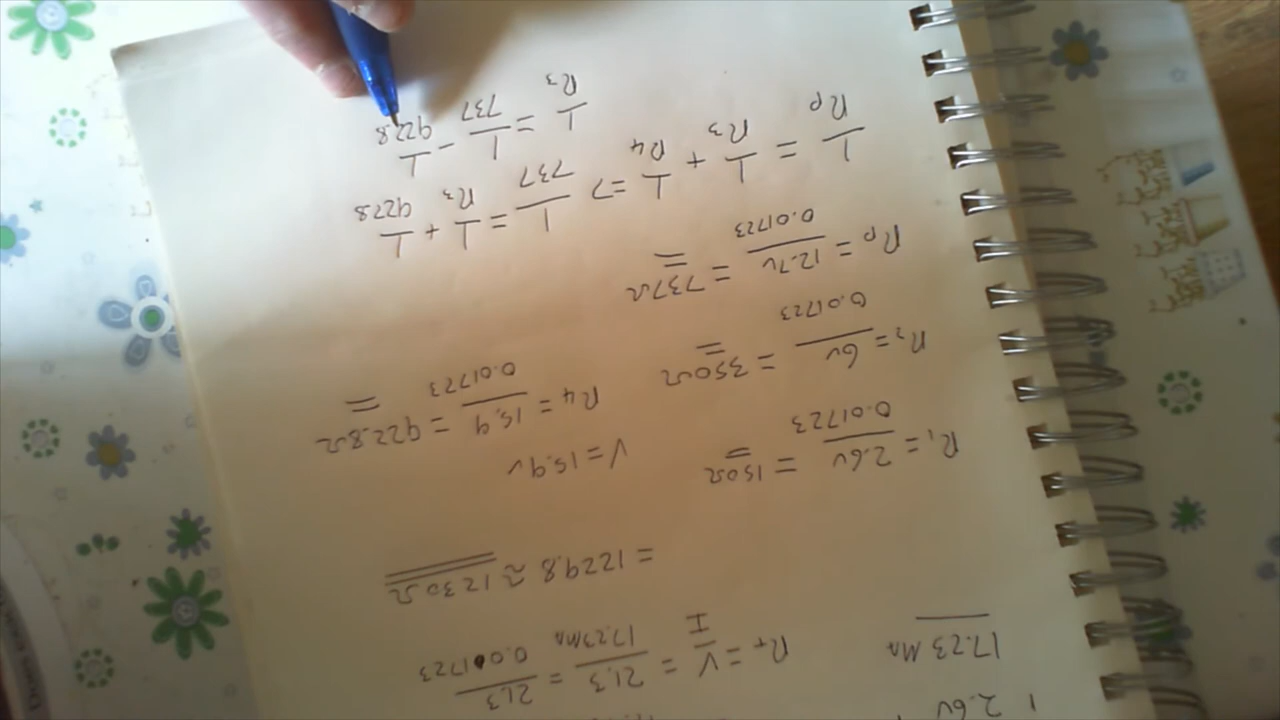 2.6V
17.23 MA
R_T = V/I = 21.3/17.23MA = 21.3/0.01723
= 1229.8 ≈ 1230Ω
R₁ = 2.6V/0.01723 = 150Ω
V = 15.9V
R₂ = 6V/0.01723 = 350Ω
R₄ = 15.9/0.01723 = 922.8Ω
R_P = 12.7V/0.01723 = 737Ω
1/R_P = 1/R₃ + 1/R₄ => 1/737 = 1/R₃ + 1/922.8
1/R₃ = 1/737 - 1/922.8